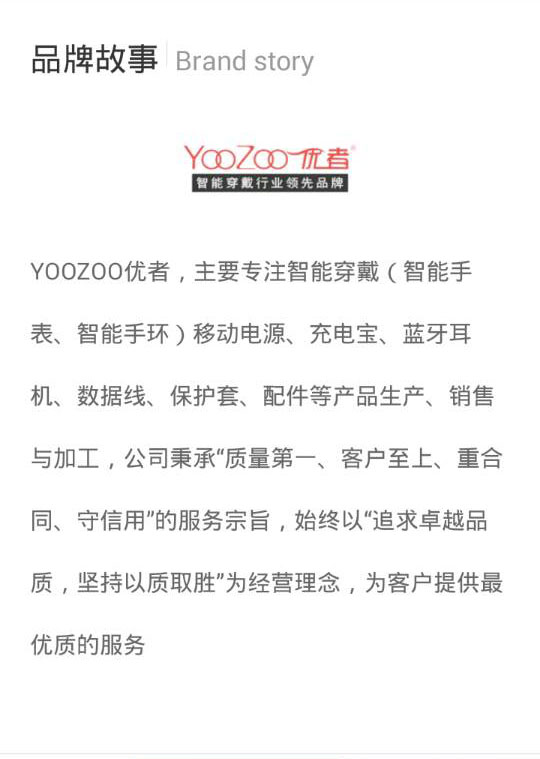 品牌故事 Brand story
YOOZOO优者®
智能穿戴行业领先品牌
YOOZOO优者，主要专注智能穿戴（智能手
表、智能手环）移动电源、充电宝、蓝牙耳
机、数据线、保护套、配件等产品生产、销售
与加工，公司秉承“质量第一、客户至上、重合
同、守信用”的服务宗旨，始终以“追求卓越品
质，坚持以质取胜”为经营理念，为客户提供最
优质的服务